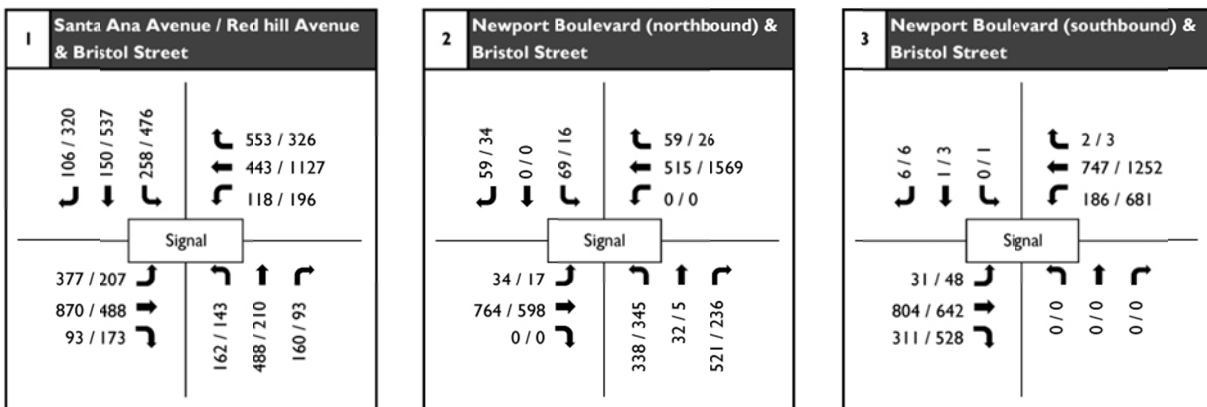 1
Santa Ana Avenue / Red hill Avenue
& Bristol Street
106 / 320
150 / 537
258 / 476
553 / 326
443 / 1127
118 / 196
Signal
377 / 207
870 / 488
93 / 173
162 / 143
488 / 210
160 / 93
2
Newport Boulevard (northbound) &
Bristol Street
59 / 34
0 / 0
69 / 16
59 / 26
515 / 1569
0 / 0
Signal
34 / 17
764 / 598
0 / 0
338 / 345
32 / 5
521 / 236
3
Newport Boulevard (southbound) &
Bristol Street
6 / 6
1 / 3
0 / 1
2 / 3
747 / 1252
186 / 681
Signal
31 / 48
804 / 642
311 / 528
0 / 0
0 / 0
0 / 0